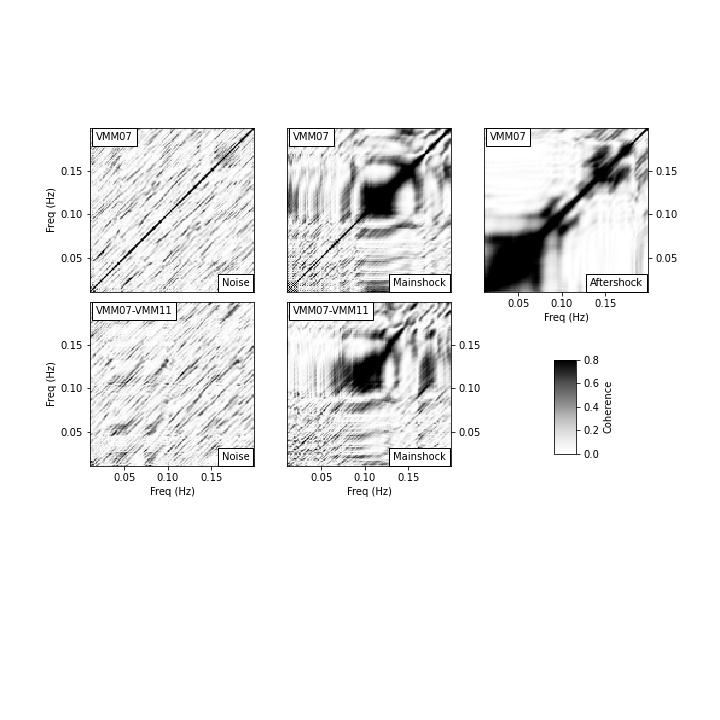 VMM07
VMM07
VMM07
Freq (Hz)
0.15
0.10
0.05
0.15
0.10
0.05
Noise
Mainshock
Aftershock
0.05 0.10 0.15
Freq (Hz)
VMM07-VMM11
VMM07-VMM11
Freq (Hz)
0.15
0.10
0.05
0.15
0.10
0.05
Noise
Mainshock
0.05 0.10 0.15
Freq (Hz)
0.05 0.10 0.15
Freq (Hz)
0.8
0.6
0.4
0.2
0.0
Coherence